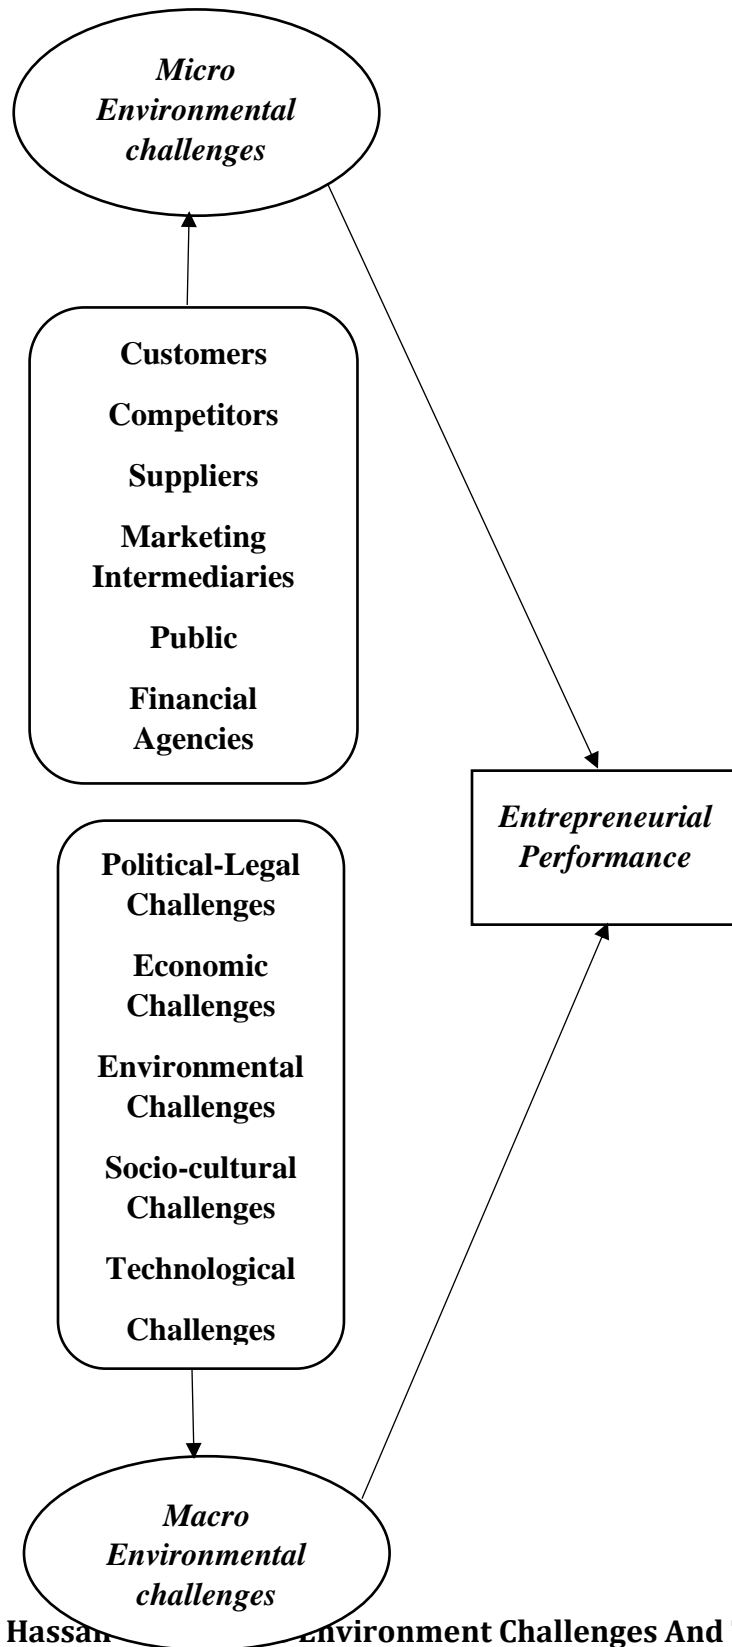 Micro
Environmental
challenges
Customers
Competitors
Suppliers
Marketing
Intermediaries
Public
Financial
Agencies
Entrepreneurial
Performance
Political-Legal
Challenges
Economic
Challenges
Environmental
Challenges
Socio-cultural
Challenges
Technological
Challenges
Macro
Environmental
challenges
Hassan Environment Challenges And